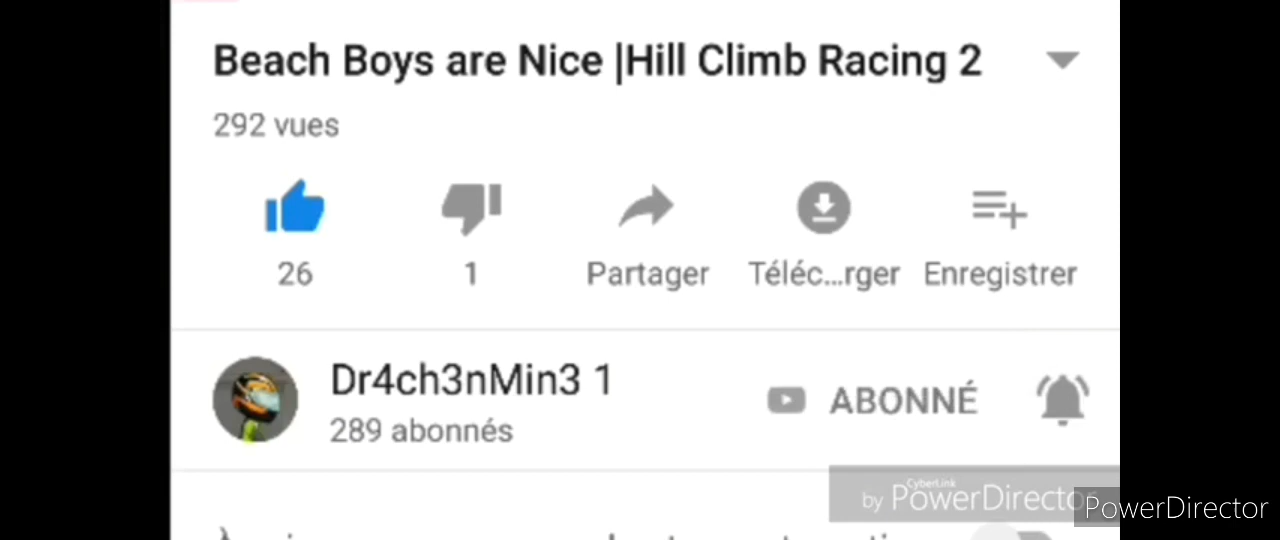 Beach Boys are Nice |Hill Climb Racing 2
292 vues
26 1 Partager Téléc...rger Enregistrer
Dr4ch3nMin3 1
ABONNÉ
289 abonnés
CyberLink
by PowerDirector
PowerDirector